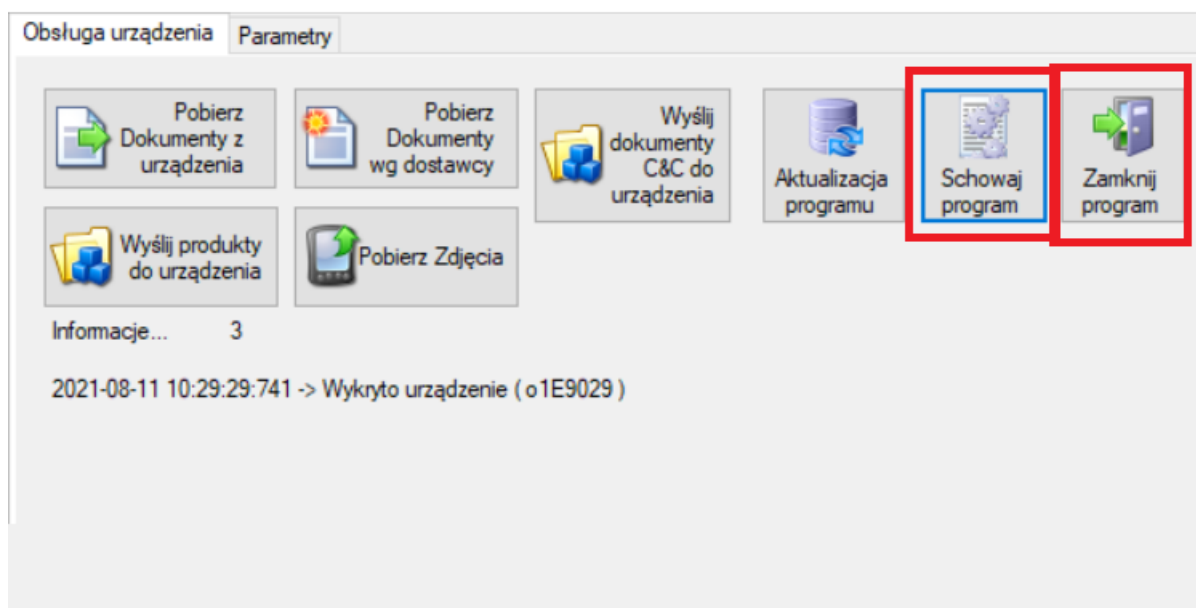 Obsługa urządzenia
Parametry
Pobierz
Dokumenty z
urządzenia
Pobierz
Dokumenty
wg dostawcy
Wyślij
dokumenty
C&C do
urządzenia
Aktualizacja
programu
Schowaj
program
Zamknij
program
Wyślij produkty
do urządzenia
Pobierz Zdjęcia
Informacje... 3
2021-08-11 10:29:29:741 -> Wykryto urządzenie ( o1E9029 )